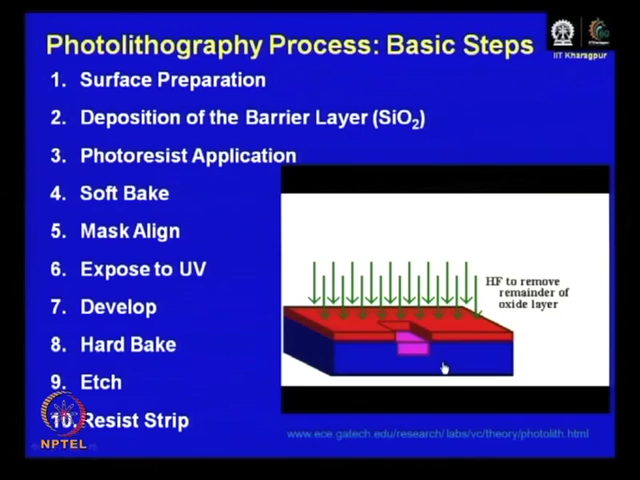 Photolithography Process: Basic Steps
IIT Kharagpur
1. Surface Preparation
2. Deposition of the Barrier Layer (SiO2)
3. Photoresist Application
4. Soft Bake
5. Mask Align
6. Expose to UV
7. Develop
8. Hard Bake
9. Etch
10. Resist Strip
HF to remove
remainder of
oxide layer
NPTEL
www.ece.gatech.edu/research/ labs/vc/theory/photolith.html